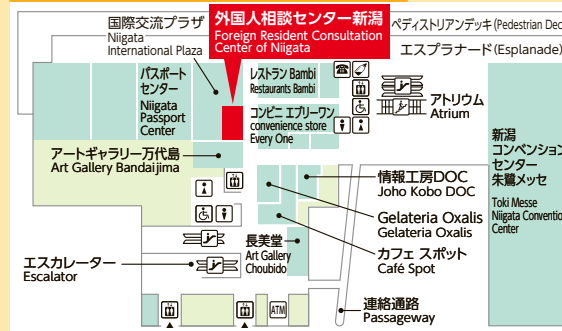 国際交流プラザ
Niigata
International Plaza
外国人相談センター新潟
Foreign Resident Consultation
Center of Niigata
ペディストリアンデッキ(Pedestrian Dec
エスプラナード(Esplanade)
パスポート
センター
Niigata
Passport
Center
レストラン Bambi
Restaurants Bambi
コンビニ エブリーワン
convenience store
Every One
アトリウム
Atrium
新潟
コンベンション
センター
朱鷺メッセ
Toki Messe
Niigata Conventio
Center
アートギャラリー万代島
Art Gallery Bandaijima
情報工房DOC
Joho Kobo DOC
Gelateria Oxalis
Gelateria Oxalis
カフェ スポット
Café Spot
長美堂
Art Gallery
Choubido
エスカレーター
Escalator
ATM
連絡通路
Passageway